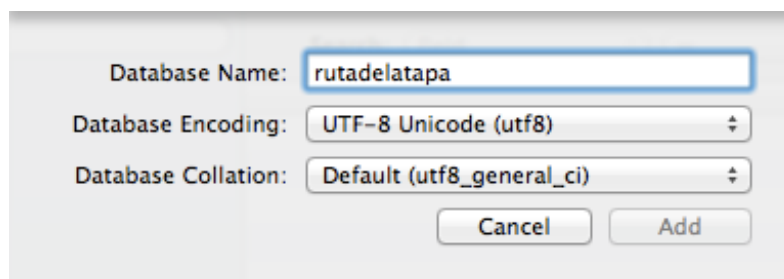 Database Name: rutadelatapa
Database Encoding: UTF-8 Unicode (utf8)
Database Collation: Default (utf8_general_ci)
Cancel Add